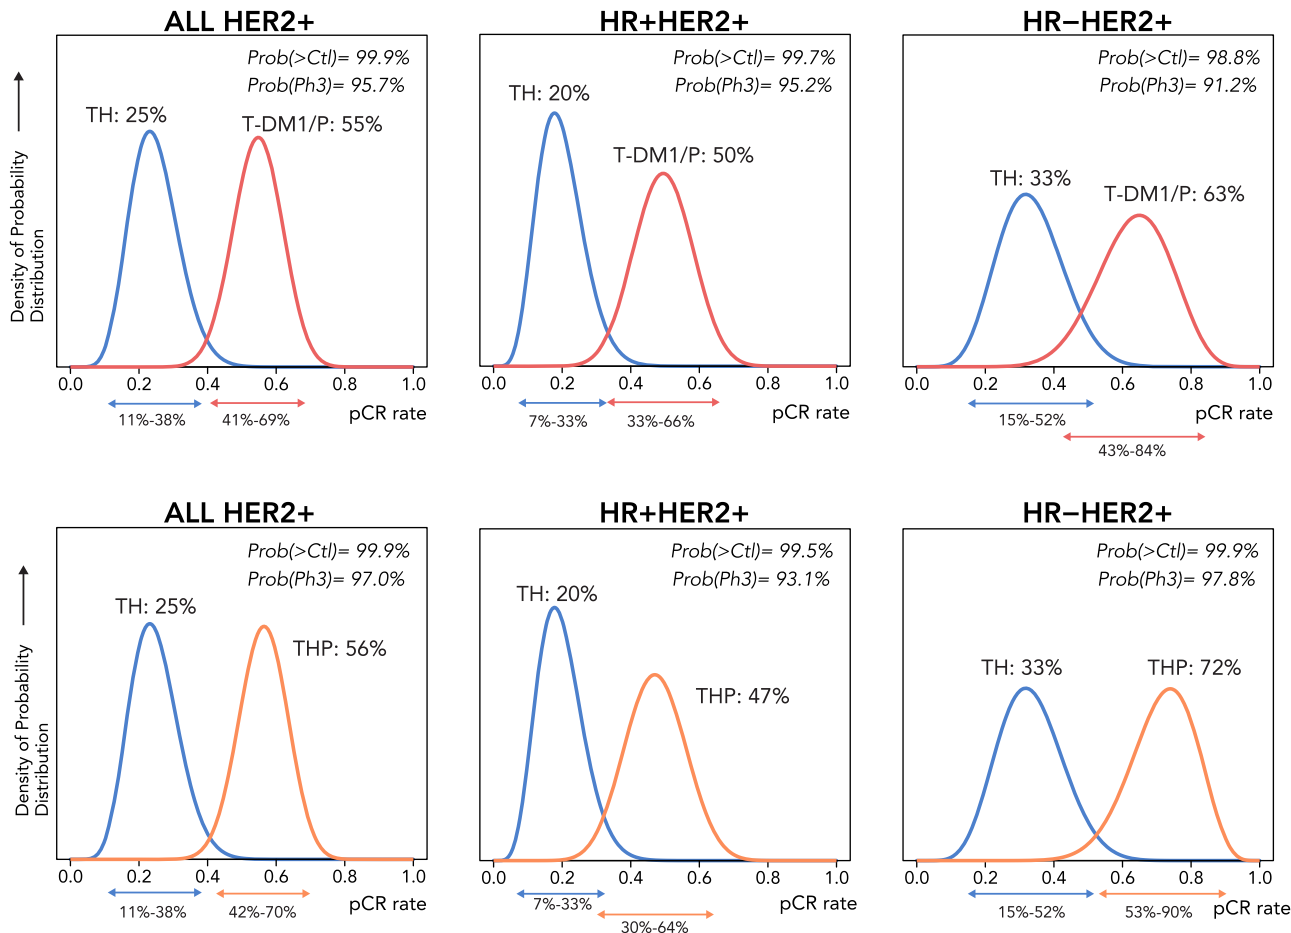 ALL HER2+
HR+HER2+
HR−HER2+
Prob(>Ctl)= 99.9%
Prob(Ph3)= 95.7%
TH: 25%
T-DM1/P: 55%
Density of Probability
Distribution
0.0 0.2 0.4 0.6 0.8 1.0
11%-38%
41%-69%
pCR rate
Prob(>Ctl)= 99.7%
Prob(Ph3)= 95.2%
TH: 20%
T-DM1/P: 50%
0.0 0.2 0.4 0.6 0.8 1.0
7%-33%
33%-66%
pCR rate
Prob(>Ctl)= 98.8%
Prob(Ph3)= 91.2%
TH: 33%
T-DM1/P: 63%
0.0 0.2 0.4 0.6 0.8 1.0
15%-52%
43%-84%
pCR rate
ALL HER2+
HR+HER2+
HR−HER2+
Prob(>Ctl)= 99.9%
Prob(Ph3)= 97.0%
TH: 25%
THP: 56%
Density of Probability
Distribution
0.0 0.2 0.4 0.6 0.8 1.0
11%-38%
42%-70%
pCR rate
Prob(>Ctl)= 99.5%
Prob(Ph3)= 93.1%
TH: 20%
THP: 47%
0.0 0.2 0.4 0.6 0.8 1.0
7%-33%
30%-64%
pCR rate
Prob(>Ctl)= 99.9%
Prob(Ph3)= 97.8%
TH: 33%
THP: 72%
0.0 0.2 0.4 0.6 0.8 1.0
15%-52%
53%-90%
pCR rate